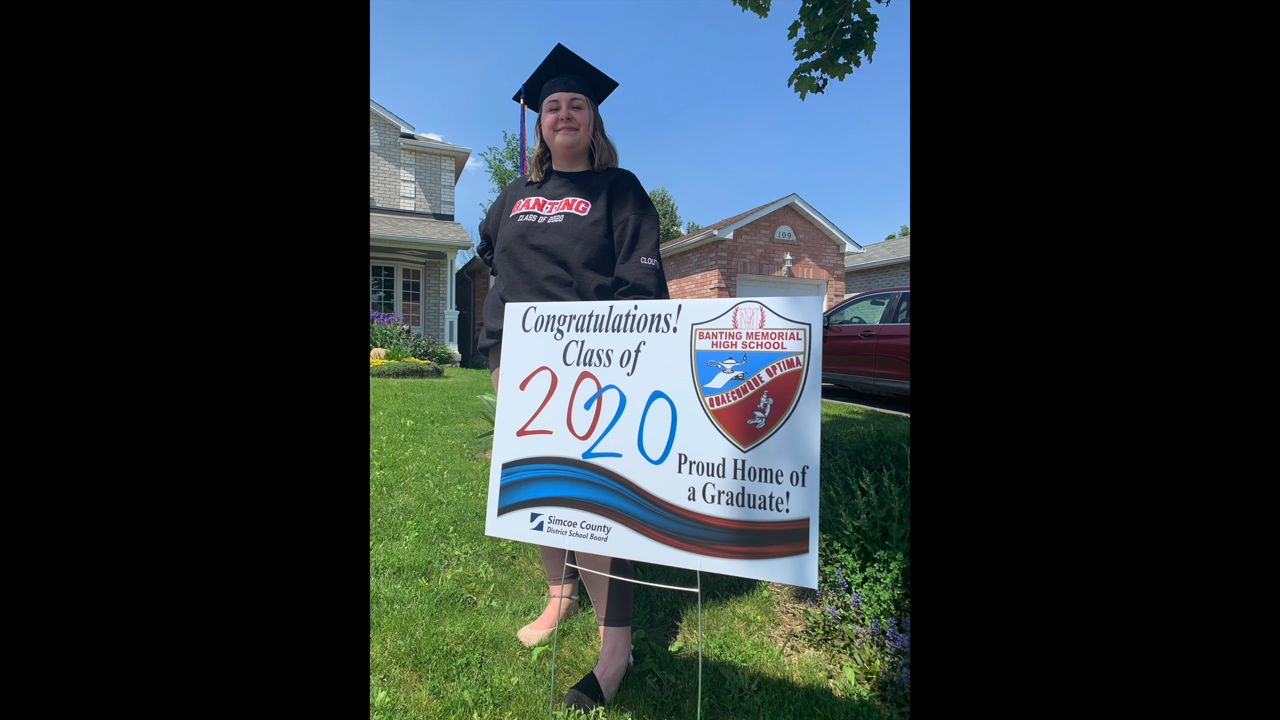 BANTING
CLASS OF 2020
109
Congratulations!
Class of
2020
BANTING MEMORIAL
HIGH SCHOOL
QUAECUMQUE OPTIMA
Proud Home of
a Graduate!
Simcoe County
District School Board